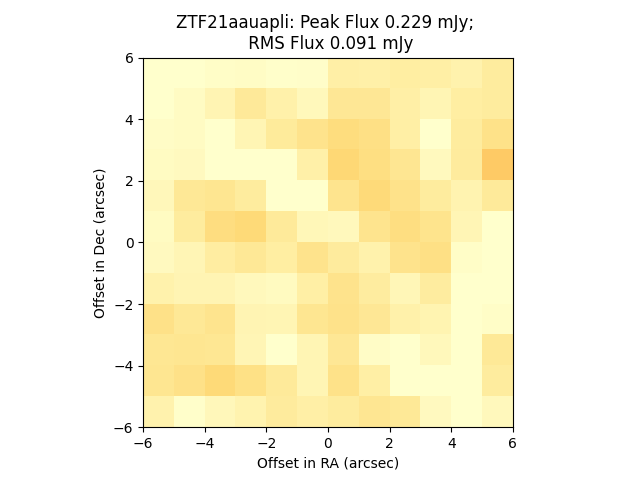 ZTF21aauapli: Peak Flux 0.229 mJy;
RMS Flux 0.091 mJy
6
4
2
0
−2
−4
−6
Offset in Dec (arcsec)
−6 −4 −2 0 2 4 6
Offset in RA (arcsec)